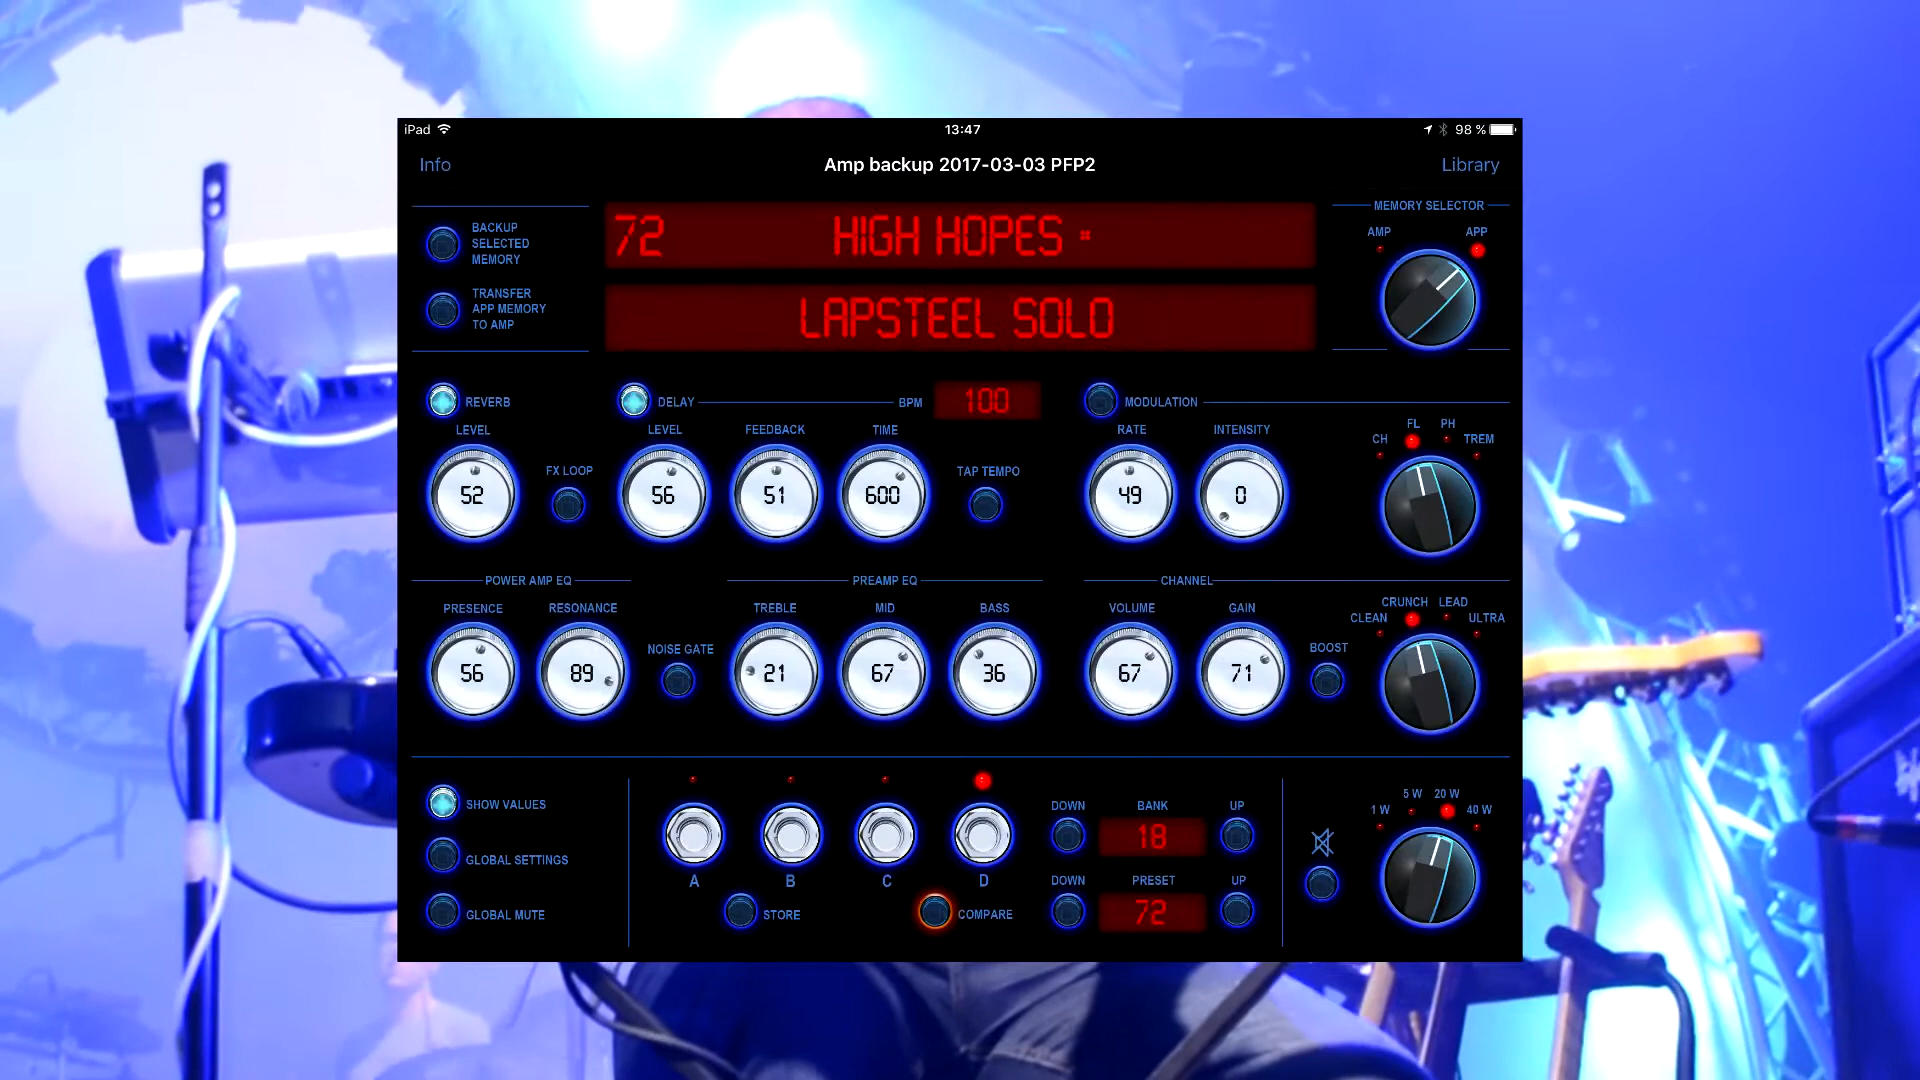 iPad 13:47 98 %
Info Amp backup 2017-03-03 PFP2 Library
BACKUP
SELECTED
MEMORY
TRANSFER
APP MEMORY
TO AMP
72 HIGH HOPES *
LAPSTEEL SOLO
MEMORY SELECTOR
AMP APP
REVERB
LEVEL
52
FX LOOP
DELAY BPM 100
LEVEL FEEDBACK TIME
56 51 600
TAP TEMPO
MODULATION
RATE INTENSITY
49 0
CH FL PH TREM
POWER AMP EQ
PRESENCE RESONANCE
56 89
NOISE GATE
PREAMP EQ
TREBLE MID BASS
21 67 36
CHANNEL
VOLUME GAIN
67 71
BOOST
CLEAN CRUNCH LEAD ULTRA
SHOW VALUES
GLOBAL SETTINGS
GLOBAL MUTE
A B C D
STORE COMPARE
DOWN BANK UP
18
DOWN PRESET UP
72
1 W 5 W 20 W 40 W